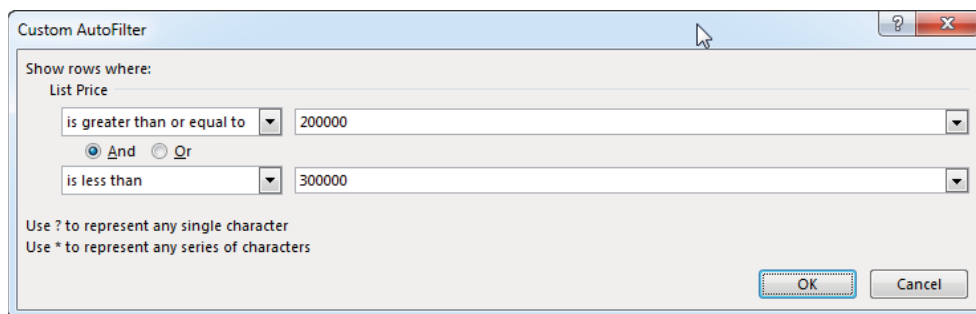 Custom AutoFilter
?
Show rows where:
List Price
is greater than or equal to 200000
And Or
is less than 300000
Use ? to represent any single character
Use * to represent any series of characters
OK Cancel